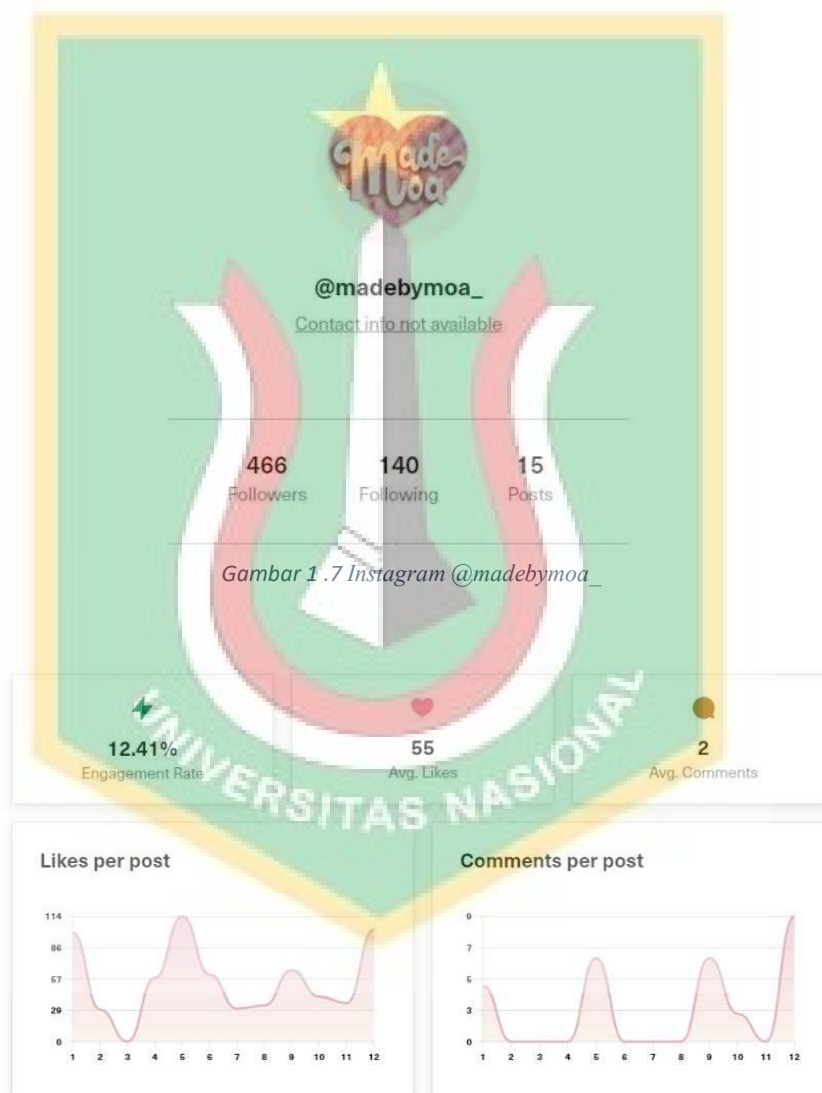 made
moa
@madebymoa_
Contact info not available
466 140 15
Followers Following Posts
Gambar 1 .7 Instagram @madebymoa_
12.41% 55 2
Engagement Rate Avg. Likes Avg. Comments
UNIVERSITAS NASIONAL
Likes per post Comments per post
114
86
57
29
0
1 2 3 4 5 6 7 8 9 10 11 12
9
7
5
3
0
1 2 3 4 5 6 7 8 9 10 11 12